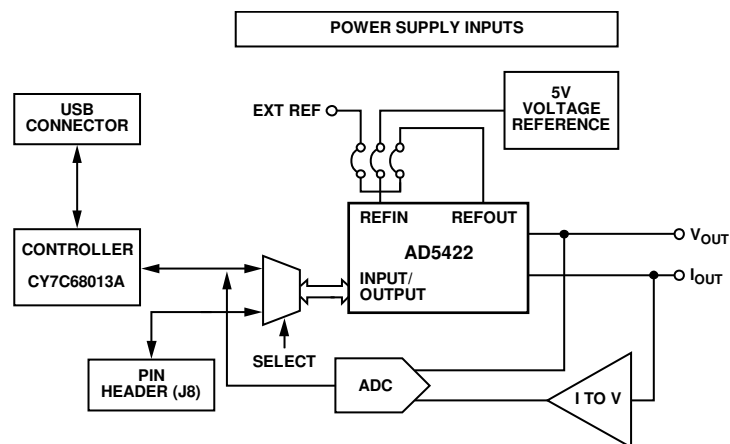 POWER SUPPLY INPUTS
USB
CONNECTOR
EXT REF
5V
VOLTAGE
REFERENCE
REFIN
REFOUT
AD5422
INPUT/
OUTPUT
CONTROLLER
CY7C68013A
VOUT
IOUT
SELECT
PIN
HEADER (J8)
ADC
I TO V